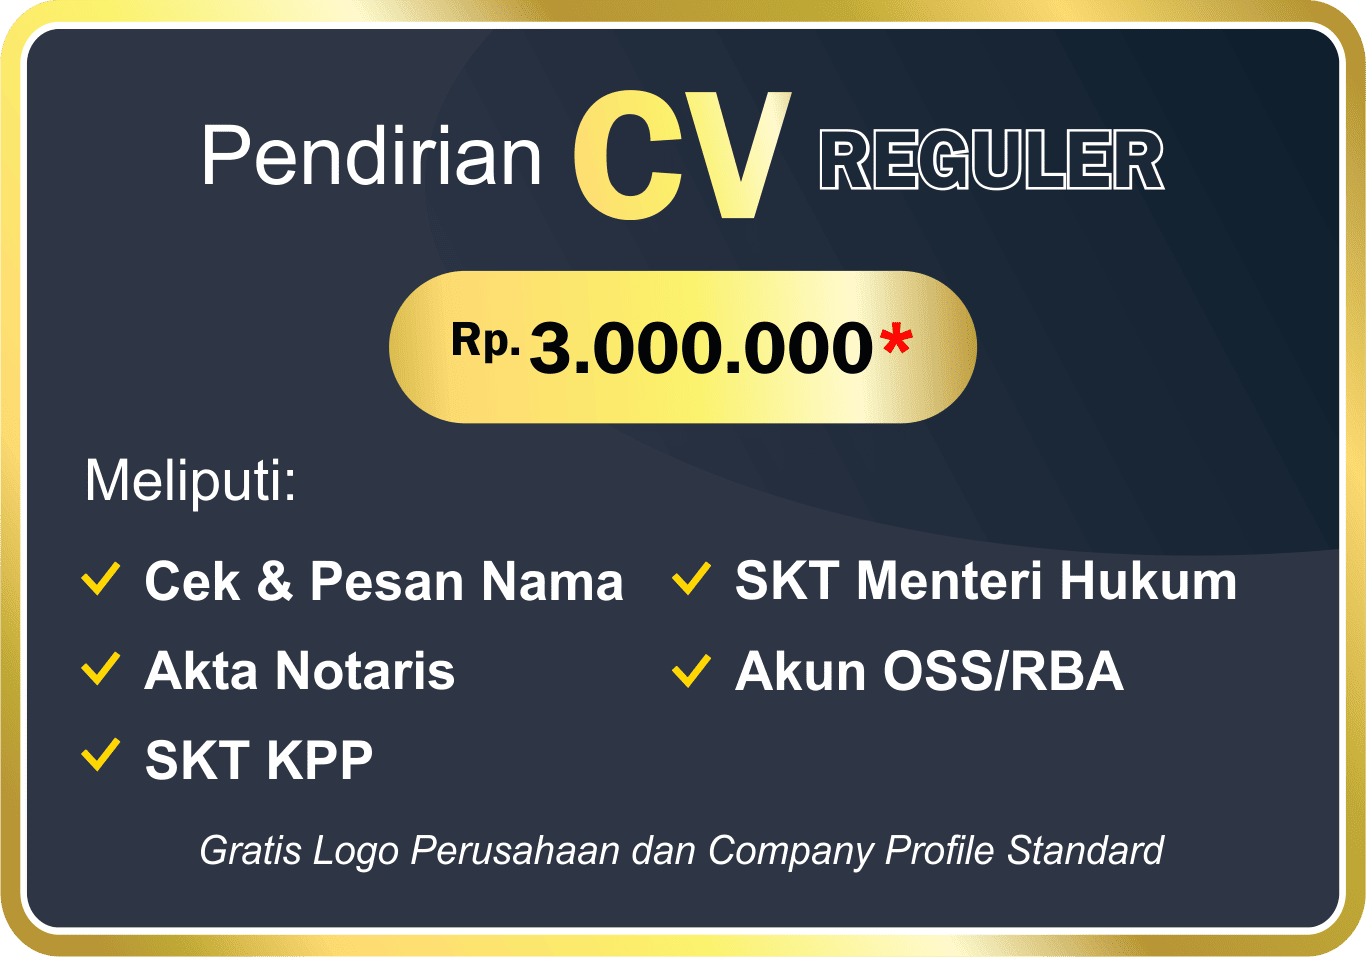 Pendirian CV REGULER
Rp. 3.000.000*
Meliputi:
Cek & Pesan Nama
SKT Menteri Hukum
Akta Notaris
Akun OSS/RBA
SKT KPP
Gratis Logo Perusahaan dan Company Profile Standard